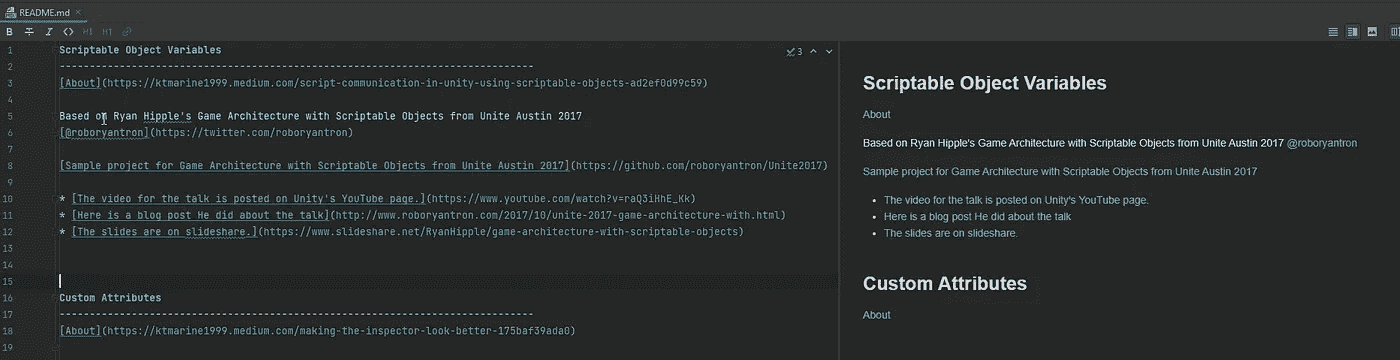 README.md
B I <> H↓ H↑
3
1 Scriptable Object Variables
2 --------------------------------------------------------------------------------
3 [About](https://ktmarine1999.medium.com/script-communication-in-unity-using-scriptable-objects-ad2ef0d99c59)
4
5 Based on Ryan Hipple's Game Architecture with Scriptable Objects from Unite Austin 2017
6 [@roboryantron](https://twitter.com/roboryantron)
7
8 [Sample project for Game Architecture with Scriptable Objects from Unite Austin 2017](https://github.com/roboryantron/Unite2017)
9
10 * [The video for the talk is posted on Unity's YouTube page.](https://www.youtube.com/watch?v=raQ3iHhE_Kk)
11 * [Here is a blog post He did about the talk](http://www.roboryantron.com/2017/10/unite-2017-game-architecture-with.html)
12 * [The slides are on slideshare.](https://www.slideshare.net/RyanHipple/game-architecture-with-scriptable-objects)
13
14
15
16 Custom Attributes
17 --------------------------------------------------------------------------------
18 [About](https://ktmarine1999.medium.com/making-the-inspector-look-better-175baf39ada0)
19
Scriptable Object Variables
About
Based on Ryan Hipple's Game Architecture with Scriptable Objects from Unite Austin 2017 @roboryantron
Sample project for Game Architecture with Scriptable Objects from Unite Austin 2017
• The video for the talk is posted on Unity's YouTube page.
• Here is a blog post He did about the talk
• The slides are on slideshare.
Custom Attributes
About